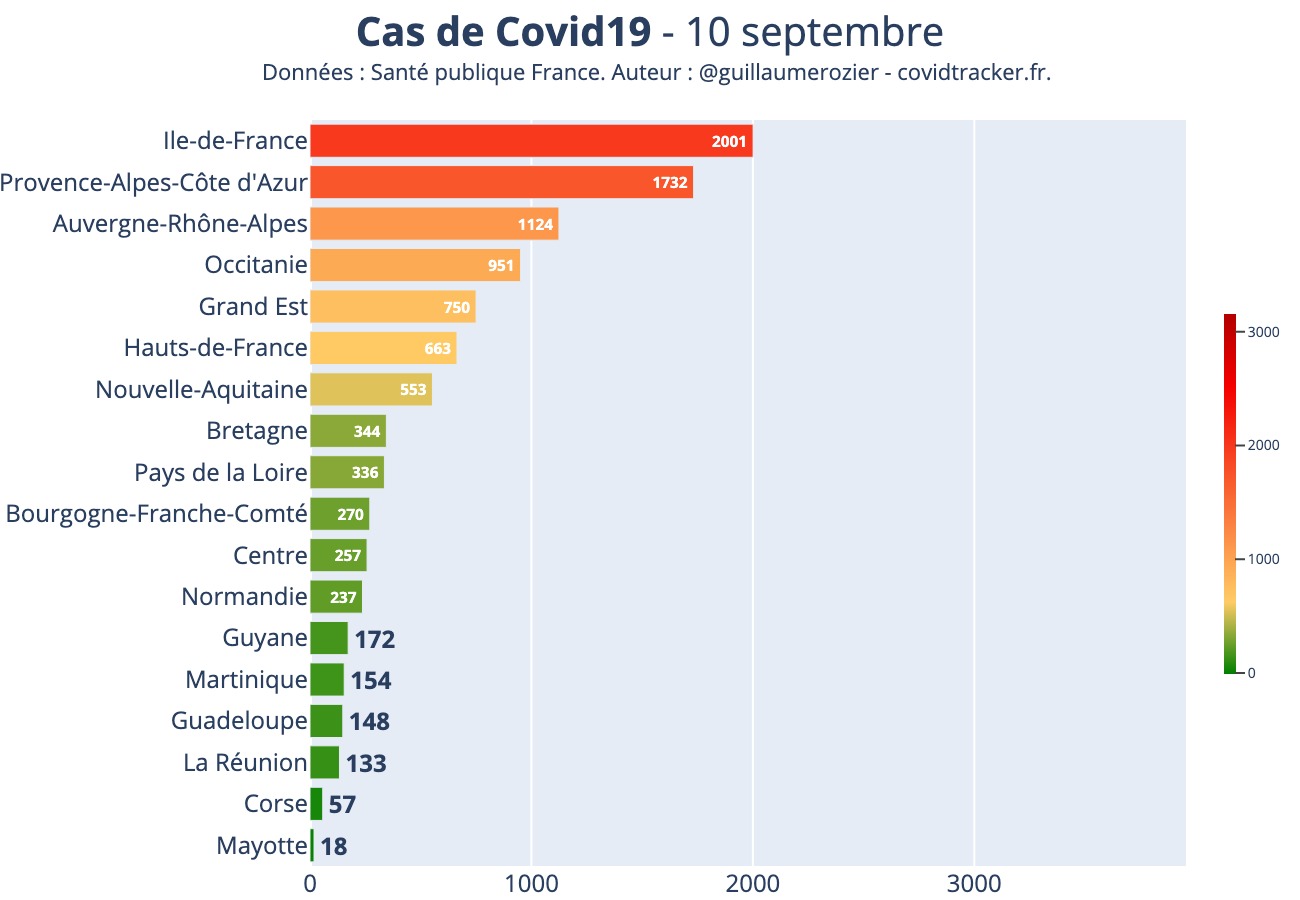 Cas de Covid19 - 10 septembre
Données : Santé publique France. Auteur : @guillaumerozier - covidtracker.fr.
Ile-de-France 2001
Provence-Alpes-Côte d'Azur 1732
Auvergne-Rhône-Alpes 1124
Occitanie 951
Grand Est 750
Hauts-de-France 663
Nouvelle-Aquitaine 553
Bretagne 344
Pays de la Loire 336
Bourgogne-Franche-Comté 270
Centre 257
Normandie 237
Guyane 172
Martinique 154
Guadeloupe 148
La Réunion 133
Corse 57
Mayotte 18
0 1000 2000 3000
3000
2000
1000
0